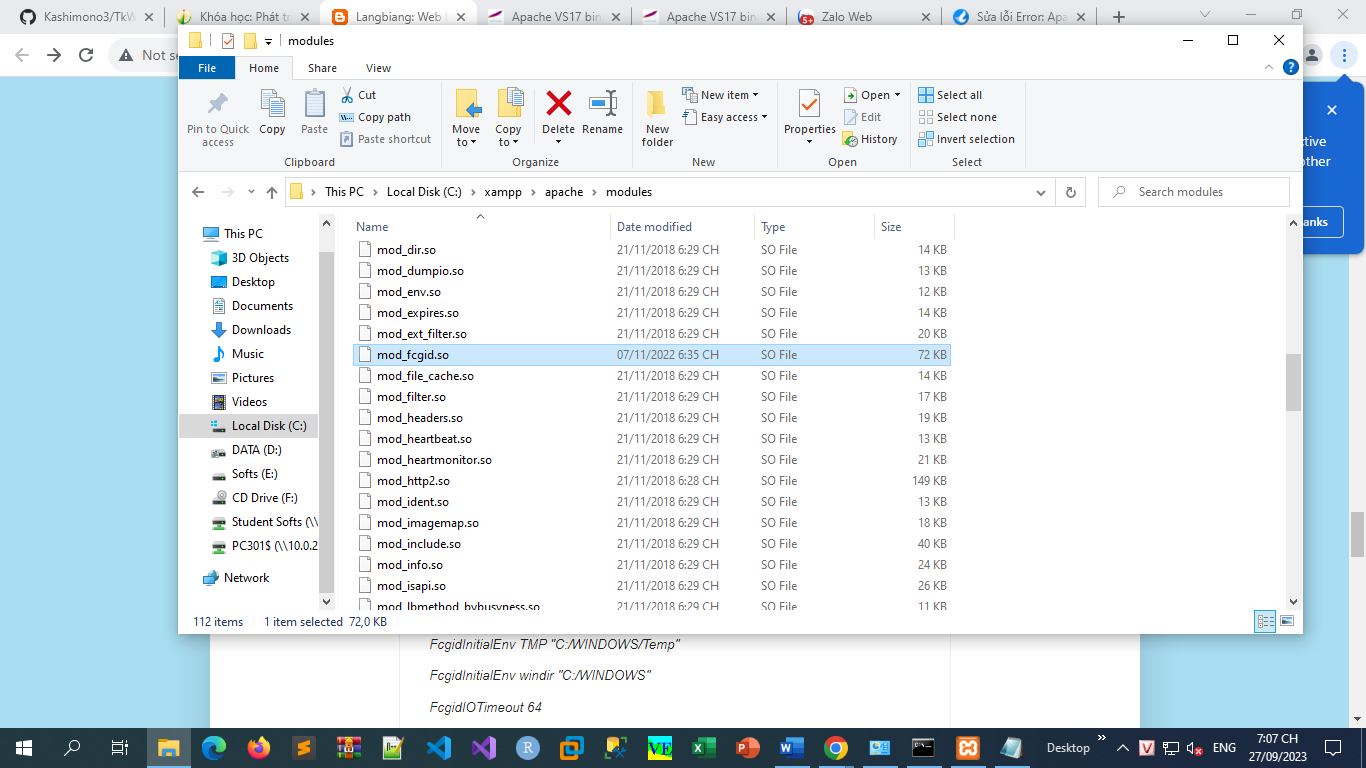 Kashimono3/TkW
Khóa học: Phát tr
Langbiang: Web l
Apache VS17 bin
Apache VS17 bin
Zalo Web
Sửa lỗi Error: Apa
Not se
modules
File Home Share View
Pin to Quick access
Copy
Paste
Cut
Copy path
Paste shortcut
Clipboard
Move to
Copy to
Delete
Rename
Organize
New folder
New item
Easy access
New
Properties
Open
Edit
History
Open
Select all
Select none
Invert selection
Select
This PC > Local Disk (C:) > xampp > apache > modules
Search modules
This PC
3D Objects
Desktop
Documents
Downloads
Music
Pictures
Videos
Local Disk (C:)
DATA (D:)
Softs (E:)
CD Drive (F:)
Student Softs (\\
PC301$ (\\10.0.2
Network
Name Date modified Type Size
mod_dir.so 21/11/2018 6:29 CH SO File 14 KB
mod_dumpio.so 21/11/2018 6:29 CH SO File 13 KB
mod_env.so 21/11/2018 6:29 CH SO File 12 KB
mod_expires.so 21/11/2018 6:29 CH SO File 14 KB
mod_ext_filter.so 21/11/2018 6:29 CH SO File 20 KB
mod_fcgid.so 07/11/2022 6:35 CH SO File 72 KB
mod_file_cache.so 21/11/2018 6:29 CH SO File 14 KB
mod_filter.so 21/11/2018 6:29 CH SO File 17 KB
mod_headers.so 21/11/2018 6:29 CH SO File 19 KB
mod_heartbeat.so 21/11/2018 6:29 CH SO File 13 KB
mod_heartmonitor.so 21/11/2018 6:29 CH SO File 21 KB
mod_http2.so 21/11/2018 6:28 CH SO File 149 KB
mod_ident.so 21/11/2018 6:29 CH SO File 13 KB
mod_imagemap.so 21/11/2018 6:29 CH SO File 18 KB
mod_include.so 21/11/2018 6:29 CH SO File 40 KB
mod_info.so 21/11/2018 6:29 CH SO File 24 KB
mod_isapi.so 21/11/2018 6:29 CH SO File 26 KB
mod_lbmethod_bybusyness.so 21/11/2018 6:29 CH SO File 11 KB
112 items 1 item selected 72,0 KB
ctive
other
anks
FcgidInitialEnv TMP "C:/WINDOWS/Temp"
FcgidInitialEnv windir "C:/WINDOWS"
FcgidIOTimeout 64
Desktop
ENG
7:07 CH
27/09/2023